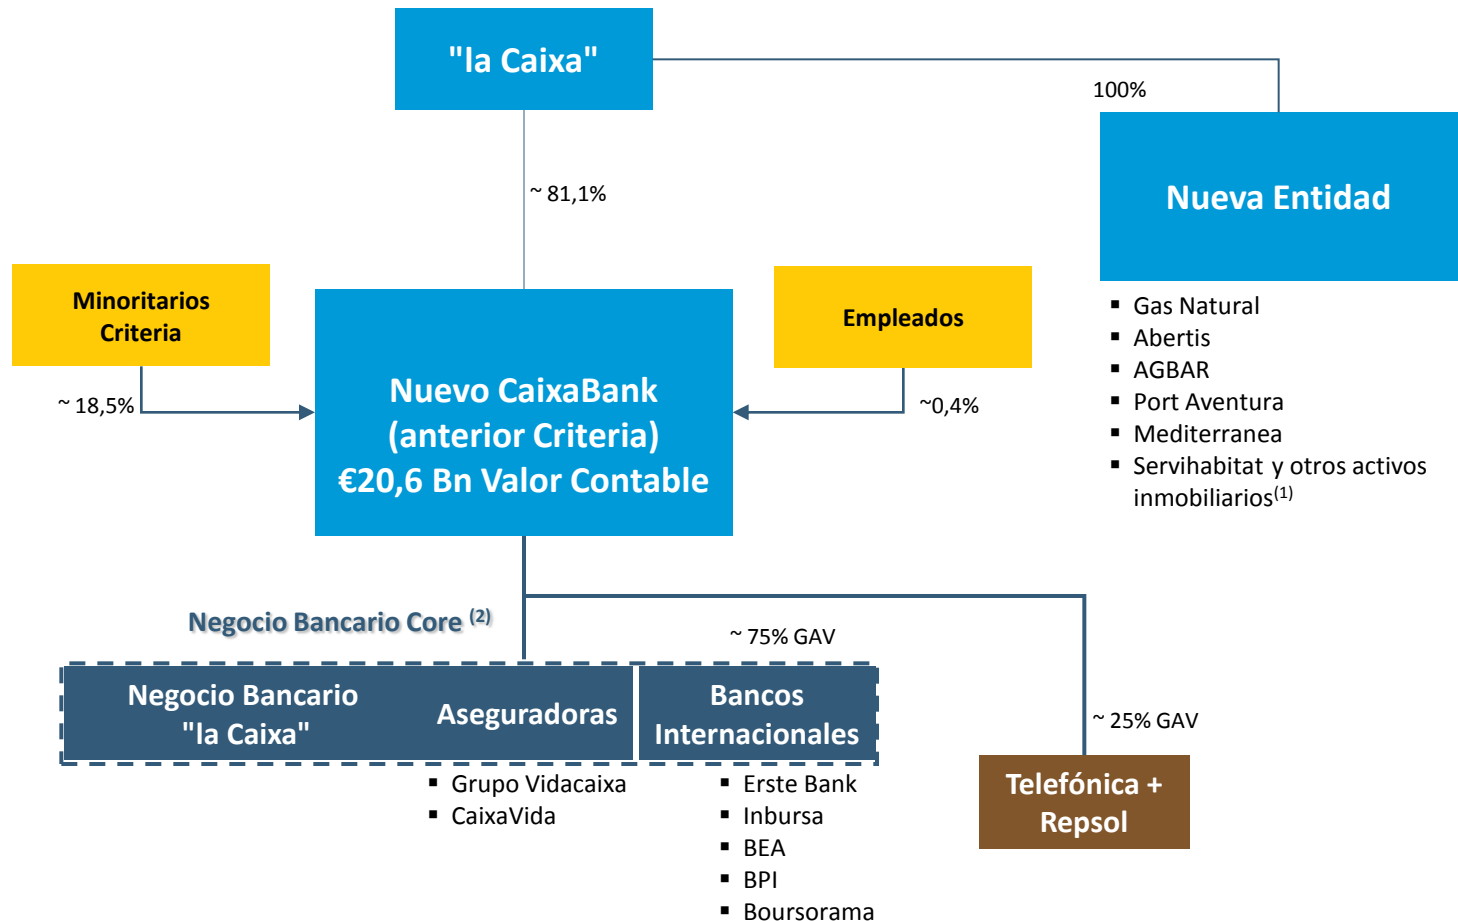 "la Caixa"
100%
Nueva Entidad
~ 81,1%
Minoritarios
Criteria
Empleados
~ 18,5%
~0,4%
Nuevo CaixaBank
(anterior Criteria)
€20,6 Bn Valor Contable
▪ Gas Natural
▪ Abertis
▪ AGBAR
▪ Port Aventura
▪ Mediterranea
▪ Servihabitat y otros activos
inmobiliarios(1)
Negocio Bancario Core (2)
~ 75% GAV
Negocio Bancario
"la Caixa"
Aseguradoras
Bancos
Internacionales
~ 25% GAV
Telefónica +
Repsol
▪ Grupo Vidacaixa
▪ CaixaVida
▪ Erste Bank
▪ Inbursa
▪ BEA
▪ BPI
▪ Boursorama